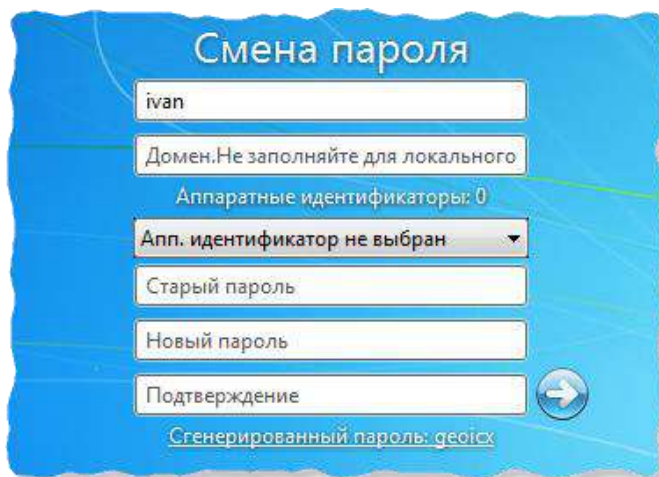 Смена пароля
ivan
Домен.Не заполняйте для локального
Аппаратные идентификаторы: 0
Апп. идентификатор не выбран
Старый пароль
Новый пароль
Подтверждение
Сгенерированный пароль: geoicx